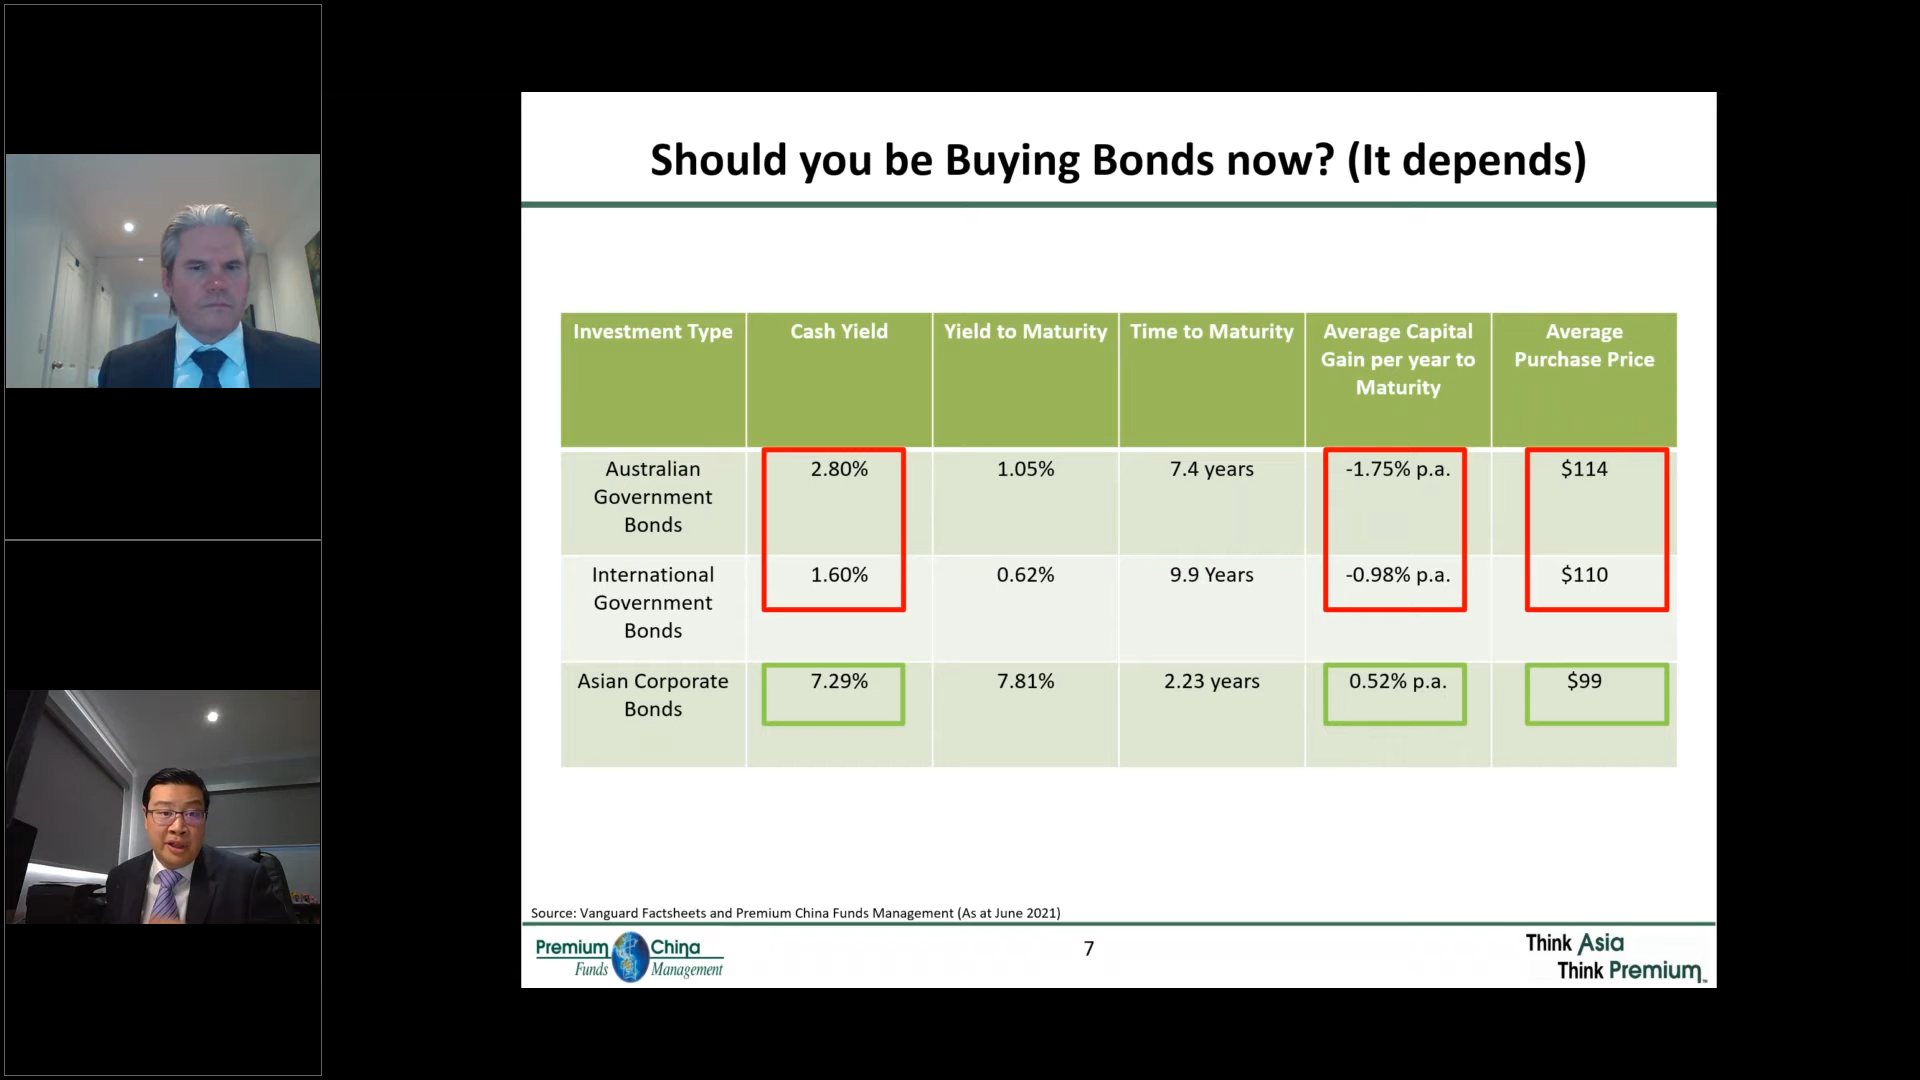 Should you be Buying Bonds now? (It depends)
Investment Type
Cash Yield
Yield to Maturity
Time to Maturity
Average Capital
Gain per year to
Maturity
Average
Purchase Price
Australian
Government
Bonds
2.80%
1.05%
7.4 years
-1.75% p.a.
$114
International
Government
Bonds
1.60%
0.62%
9.9 Years
-0.98% p.a.
$110
Asian Corporate
Bonds
7.29%
7.81%
2.23 years
0.52% p.a.
$99
Source: Vanguard Factsheets and Premium China Funds Management (As at June 2021)
Premium China
Funds Management
7
Think Asia
Think Premium™